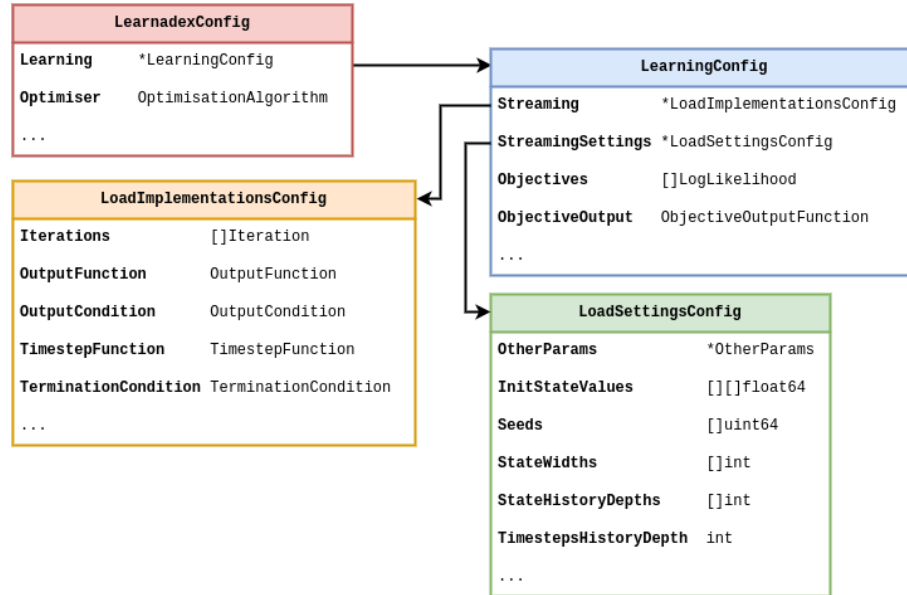 LearnadexConfig
Learning *LearningConfig
Optimiser OptimisationAlgorithm
...
LearningConfig
Streaming *LoadImplementationsConfig
StreamingSettings *LoadSettingsConfig
Objectives []LogLikelihood
ObjectiveOutput ObjectiveOutputFunction
...
LoadImplementationsConfig
Iterations []Iteration
OutputFunction OutputFunction
OutputCondition OutputCondition
TimestepFunction TimestepFunction
TerminationCondition TerminationCondition
...
LoadSettingsConfig
OtherParams *OtherParams
InitStateValues [][]float64
Seeds []uint64
StateWidths []int
StateHistoryDepths []int
TimestepsHistoryDepth int
...